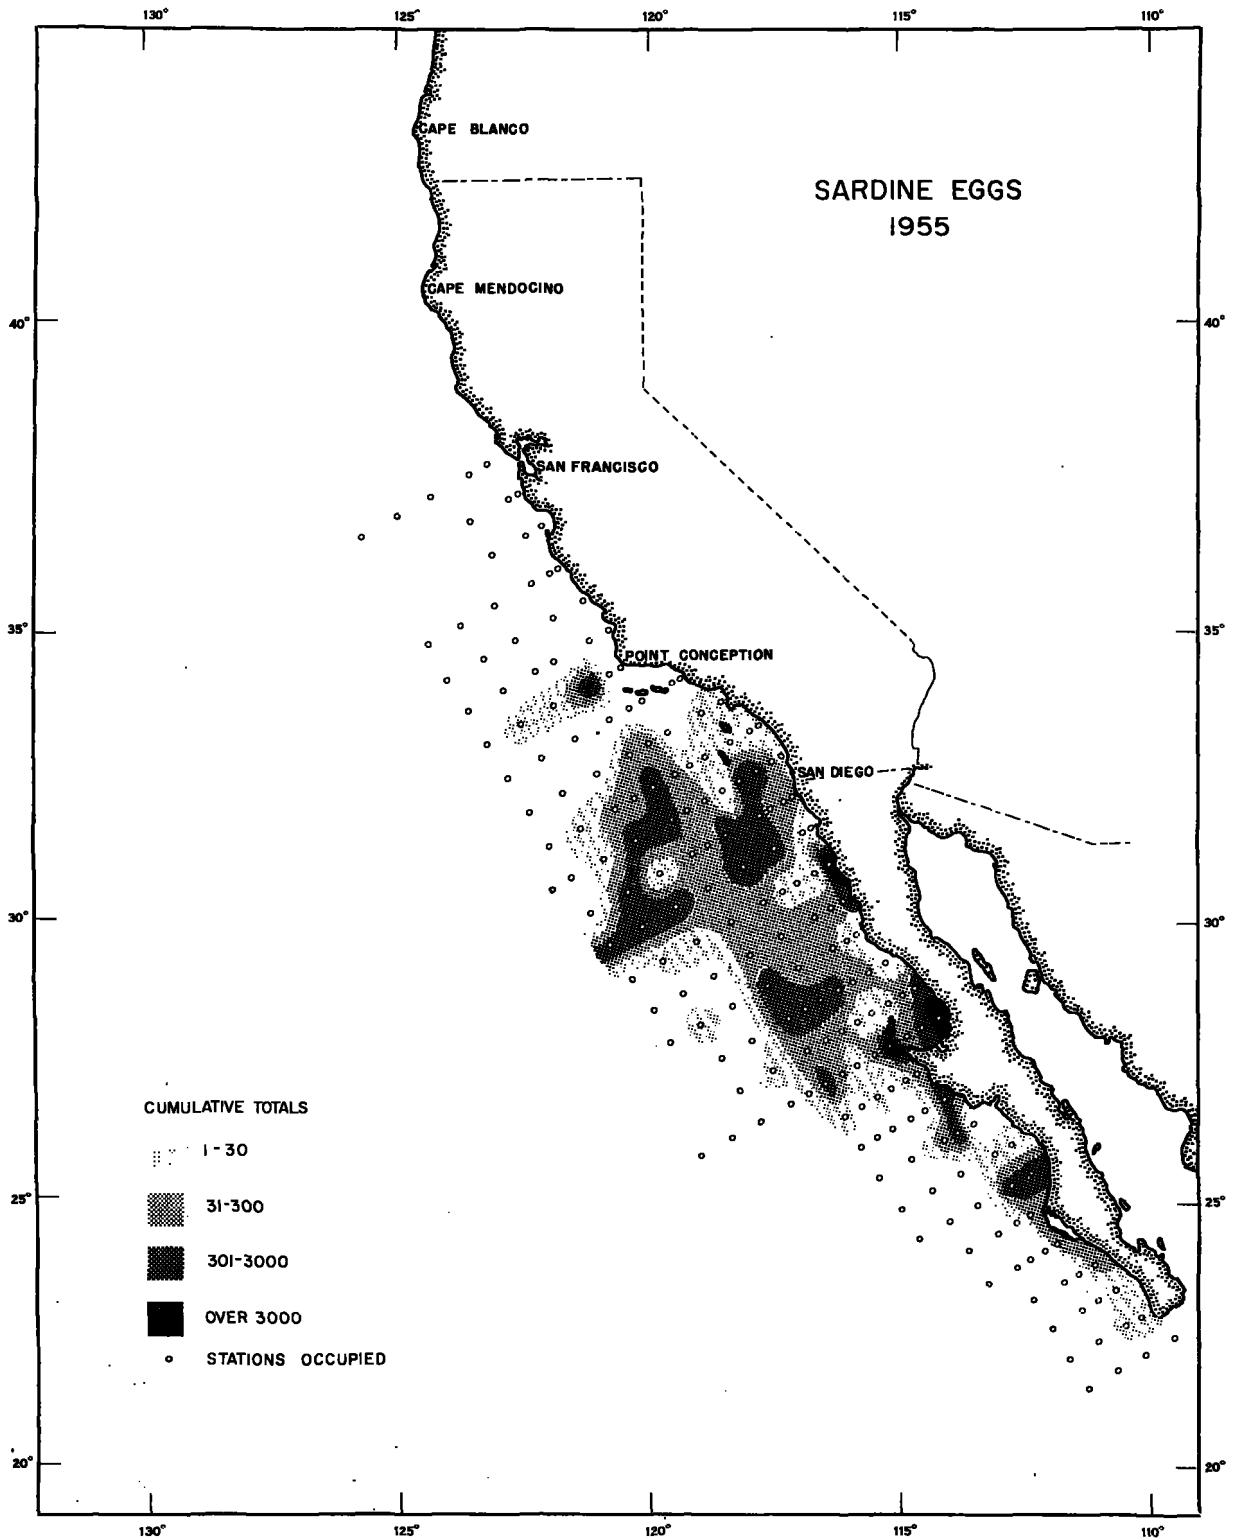 130° 125° 120° 115° 110°
CAPE BLANCO
SARDINE EGGS
1955
CAPE MENDOCINO
40° 40°
SAN FRANCISCO
35° 35°
POINT CONCEPTION
SAN DIEGO
30° 30°
CUMULATIVE TOTALS
1-30
25° 25°
31-300
301-3000
OVER 3000
STATIONS OCCUPIED
20° 20°
130° 125° 120° 115° 110°